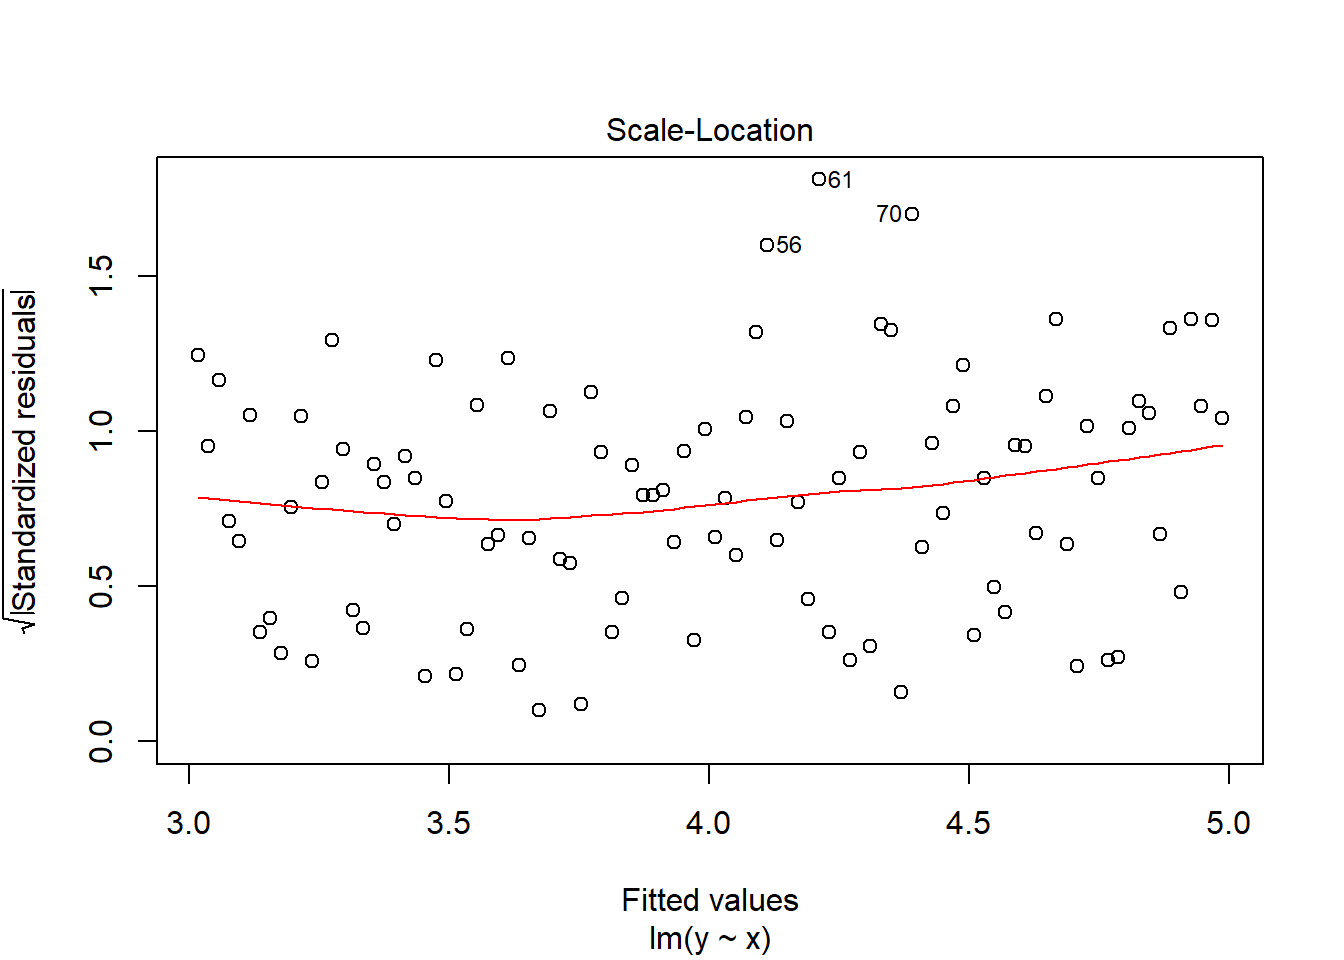 Scale-Location
61
70
56
√|Standardized residuals|
1.5
1.0
0.5
0.0
3.0 3.5 4.0 4.5 5.0
Fitted values
lm(y ~ x)